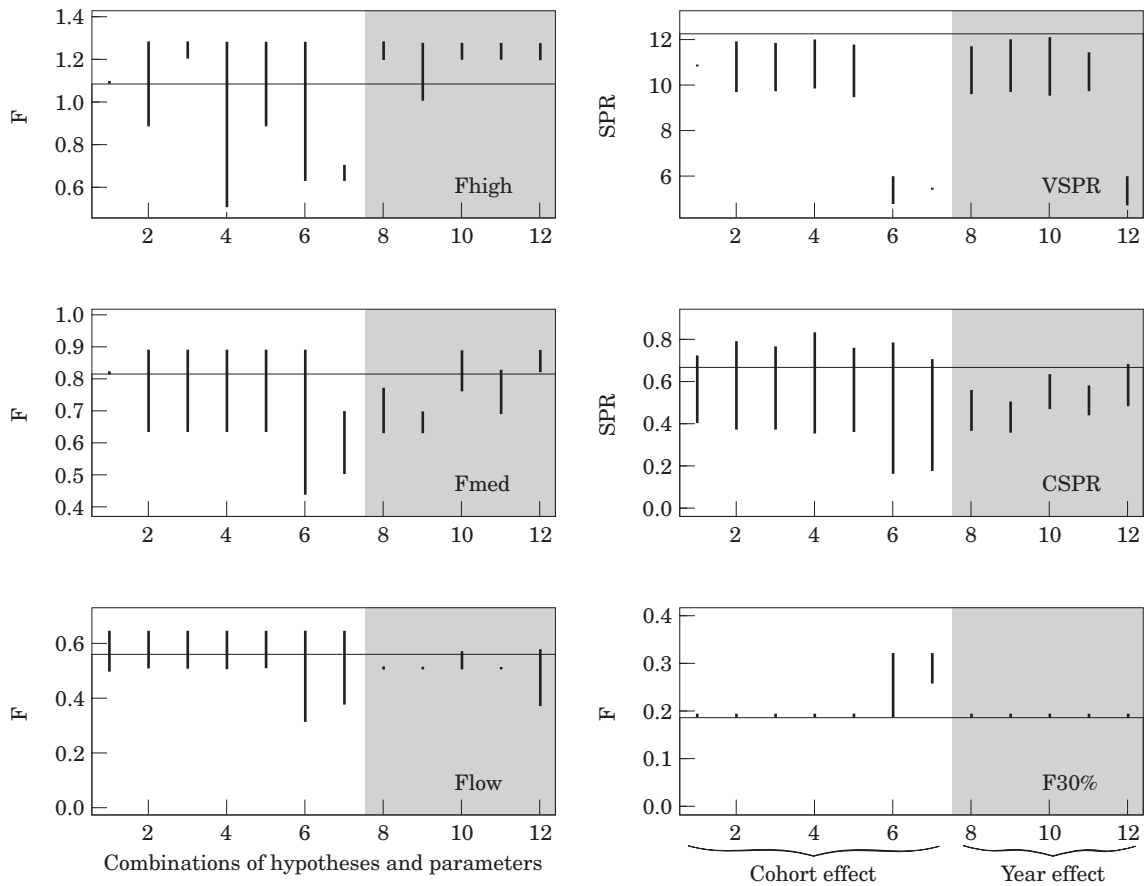 1.4
1.2
1.0
0.8
0.6
F
Fhigh
2 4 6 8 10 12
12
10
8
6
SPR
VSPR
2 4 6 8 10 12
1.0
0.9
0.8
0.7
0.6
0.5
0.4
F
Fmed
2 4 6 8 10 12
0.8
0.6
0.4
0.2
0.0
SPR
CSPR
2 4 6 8 10 12
0.6
0.4
0.2
0.0
F
Flow
2 4 6 8 10 12
Combinations of hypotheses and parameters
0.4
0.3
0.2
0.1
0.0
F
F30%
2 4 6 8 10 12
Cohort effect
Year effect